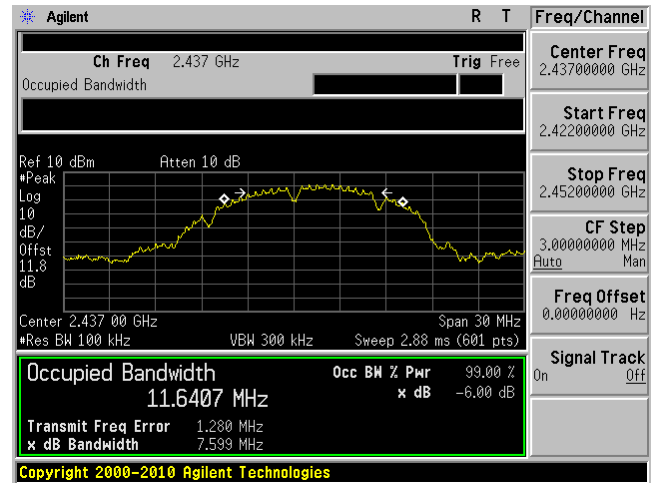 Agilent R T
Freq/Channel
Ch Freq 2.437 GHz Trig Free
Occupied Bandwidth
Center Freq
2.43700000 GHz
Start Freq
2.42200000 GHz
Stop Freq
2.45200000 GHz
CF Step
3.00000000 MHz
Auto Man
Freq Offset
0.00000000 Hz
Signal Track
On Off
Ref 10 dBm Atten 10 dB
#Peak
Log
10
dB/
Offst
11.8
dB
Center 2.437 00 GHz Span 30 MHz
#Res BW 100 kHz VBW 300 kHz Sweep 2.88 ms (601 pts)
Occupied Bandwidth
11.6407 MHz
Occ BW % Pwr 99.00 %
x dB -6.00 dB
Transmit Freq Error 1.280 MHz
x dB Bandwidth 7.599 MHz
Copyright 2000-2010 Agilent Technologies